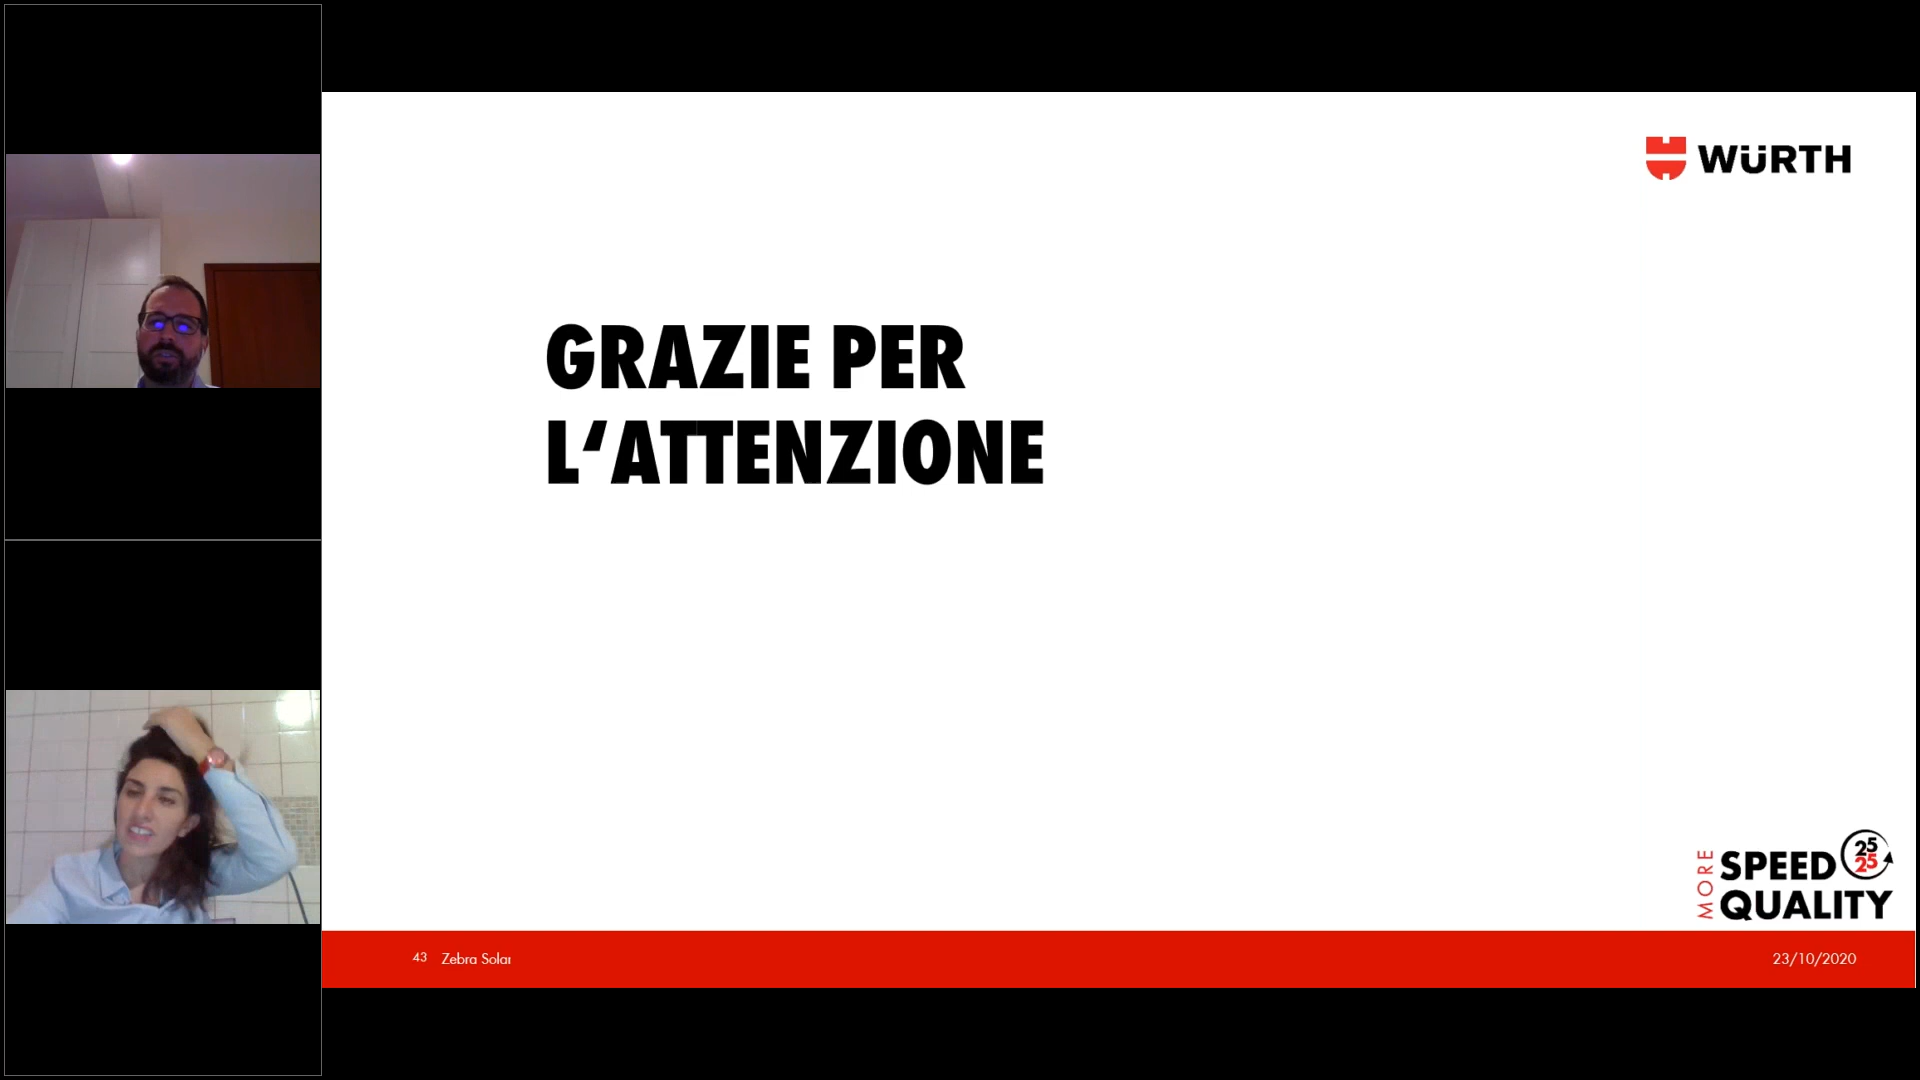 WÜRTH
GRAZIE PER
L‘ATTENZIONE
MORE
SPEED
25
25
QUALITY
43 Zebra Solar
23/10/2020